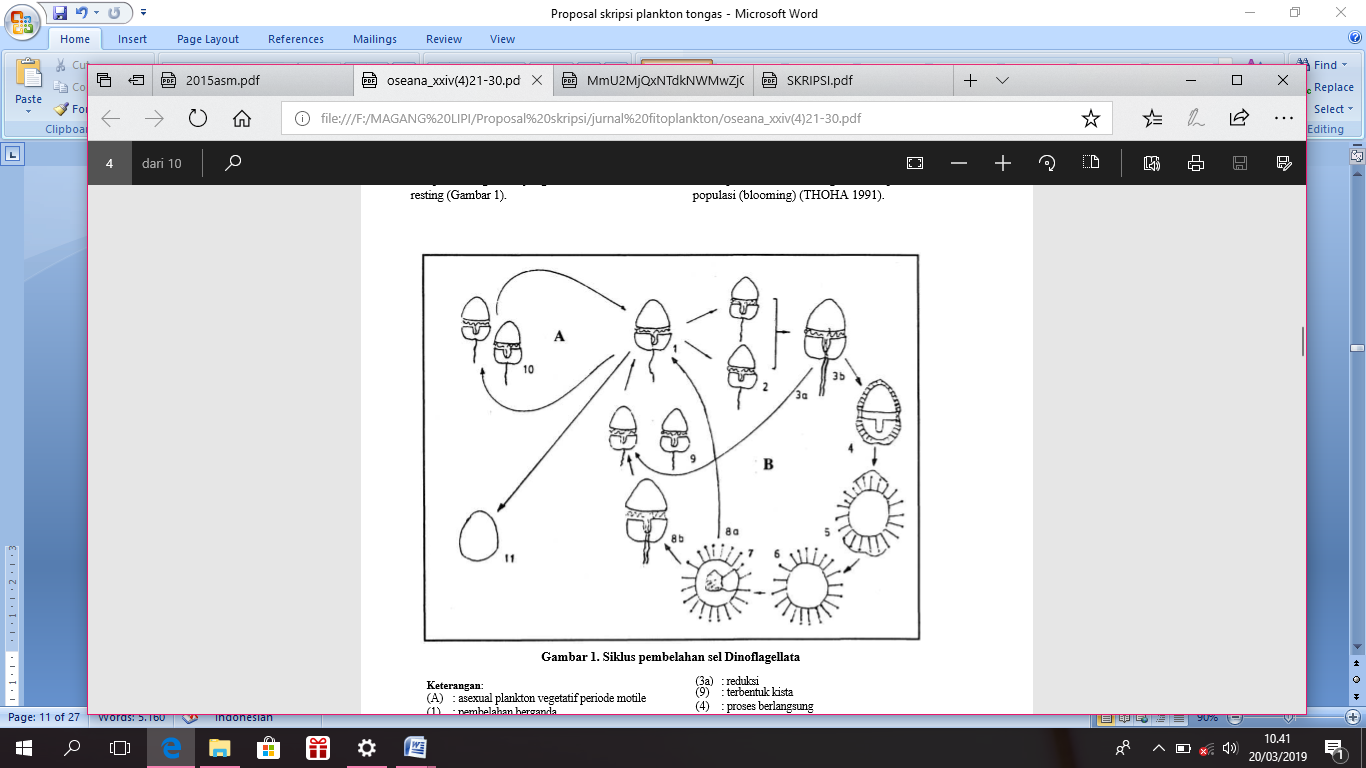 Proposal skripsi plankton tongas - Microsoft Word
Home Insert Page Layout References Mailings Review View
Cut
Paste
Find
Replace
Select
Editing
2015asm.pdf
oseana_xxiv(4)21-30.pd
SKRIPSI.pdf
file:///F:/MAGANG%20LIPI/Proposal%20skripsi/jurnal%20fitoplankton/oseana_xxiv(4)21-30.pdf
4 dari 10
resting (Gambar 1).
populasi (blooming) (THOHA 1991).
A
1
10
2
3a
3b
4
9
B
5
8b
8a
7
6
11
Gambar 1. Siklus pembelahan sel Dinoflagellata
Keterangan:
(A) : asexual plankton vegetatif periode motile
(1) : pembelahan berganda
(3a) : reduksi
(9) : terbentuk kista
(4) : proses berlangsung
Page: 11 of 27 Words: 5.160 Indonesian
90%
10.41
20/03/2019
1